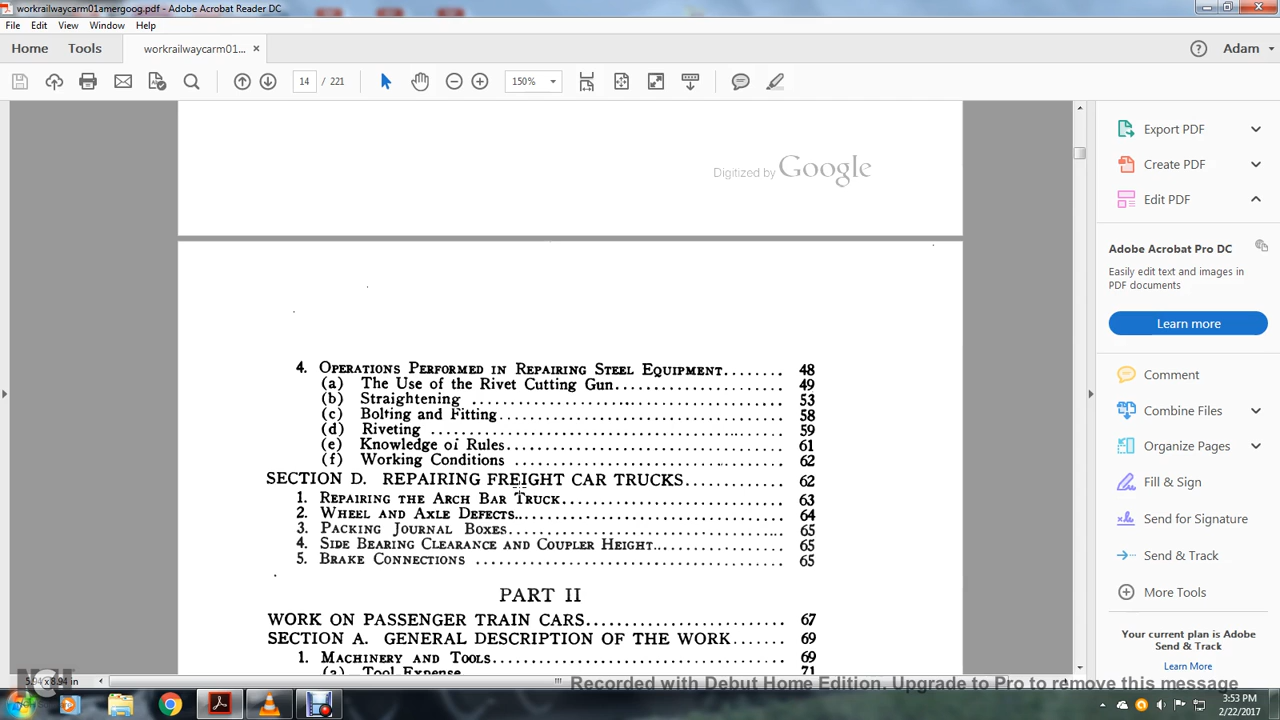 workrailwaycarm01amergoog.pdf - Adobe Acrobat Reader DC
File Edit View Window Help
Home Tools workrailwaycarm01... × Adam
14 / 221 150%
Digitized by Google
4. Operations Performed in Repairing Steel Equipment........ 48
(a) The Use of the Rivet Cutting Gun........................ 49
(b) Straightening .............................................. 53
(c) Bolting and Fitting......................................... 58
(d) Riveting .................................................... 59
(e) Knowledge of Rules........................................ 61
(f) Working Conditions ....................................... 62
SECTION D. REPAIRING FREIGHT CAR TRUCKS............. 62
1. Repairing the Arch Bar Truck............................... 63
2. Wheel and Axle Defects..................................... 64
3. Packing Journal Boxes....................................... 65
4. Side Bearing Clearance and Coupler Height.................. 65
5. Brake Connections ........................................... 65
PART II
WORK ON PASSENGER TRAIN CARS........................... 67
SECTION A. GENERAL DESCRIPTION OF THE WORK....... 69
1. Machinery and Tools......................................... 69
(a) Tool Expense............................................. 71
Export PDF
Create PDF
Edit PDF
Adobe Acrobat Pro DC
Easily edit text and images in
PDF documents
Learn more
Comment
Combine Files
Organize Pages
Fill & Sign
Send for Signature
Send & Track
More Tools
Your current plan is Adobe
Send & Track
Learn More
5.94 x 8.94 in
Recorded with Debut Home Edition. Upgrade to Pro to remove this message
3:53 PM
2/22/2017